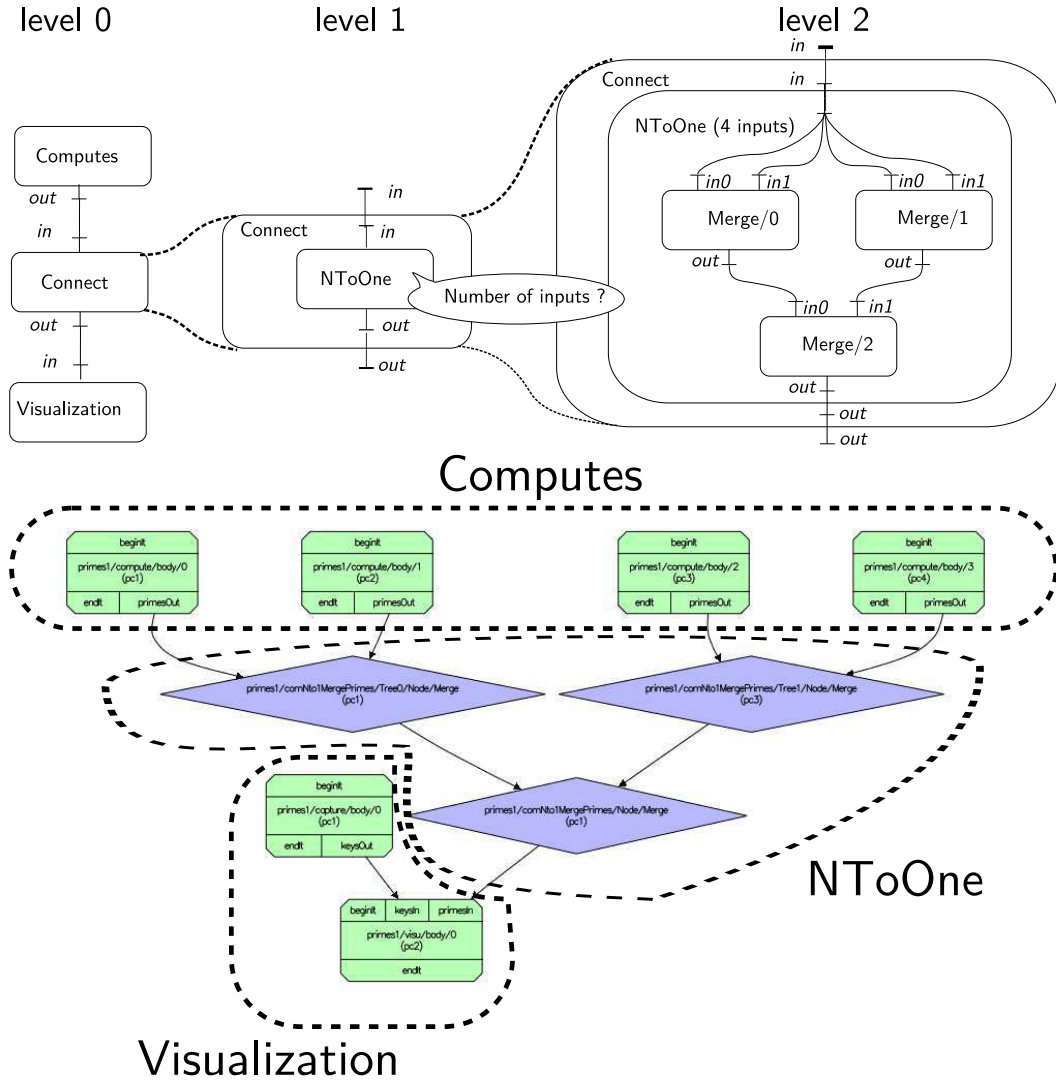 level 0
level 1
level 2
in
Connect
in
NToOne (4 inputs)
Computes
out
in
Connect
out
in
Visualization
in
Connect
in
NToOne
Number of inputs ?
out
out
in0
in1
in0
in1
Merge/0
Merge/1
out
out
in0
in1
Merge/2
out
out
out
Computes
beginIt
primes1/compute/body/0
(pc1)
endIt
primesOut
beginIt
primes1/compute/body/1
(pc2)
endIt
primesOut
beginIt
primes1/compute/body/2
(pc3)
endIt
primesOut
beginIt
primes1/compute/body/3
(pc4)
endIt
primesOut
primes1/comNto1MergePrimes/Tree0/Node/Merge
(pc1)
primes1/comNto1MergePrimes/Tree1/Node/Merge
(pc3)
beginIt
primes1/capture/body/0
(pc1)
endIt
keysOut
primes1/comNto1MergePrimes/Node/Merge
(pc1)
NToOne
beginIt
keysIn
primesIn
primes1/visu/body/0
(pc2)
endIt
Visualization